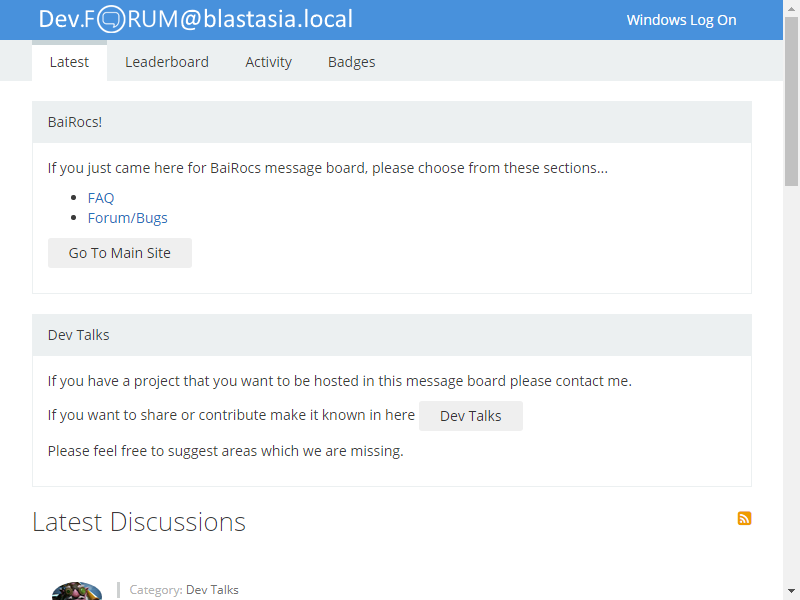 Dev.FORUM@blastasia.local
Windows Log On
Latest
Leaderboard
Activity
Badges
BaiRocs!
If you just came here for BaiRocs message board, please choose from these sections...
FAQ
Forum/Bugs
Go To Main Site
Dev Talks
If you have a project that you want to be hosted in this message board please contact me.
If you want to share or contribute make it known in here Dev Talks
Please feel free to suggest areas which we are missing.
Latest Discussions
Category: Dev Talks